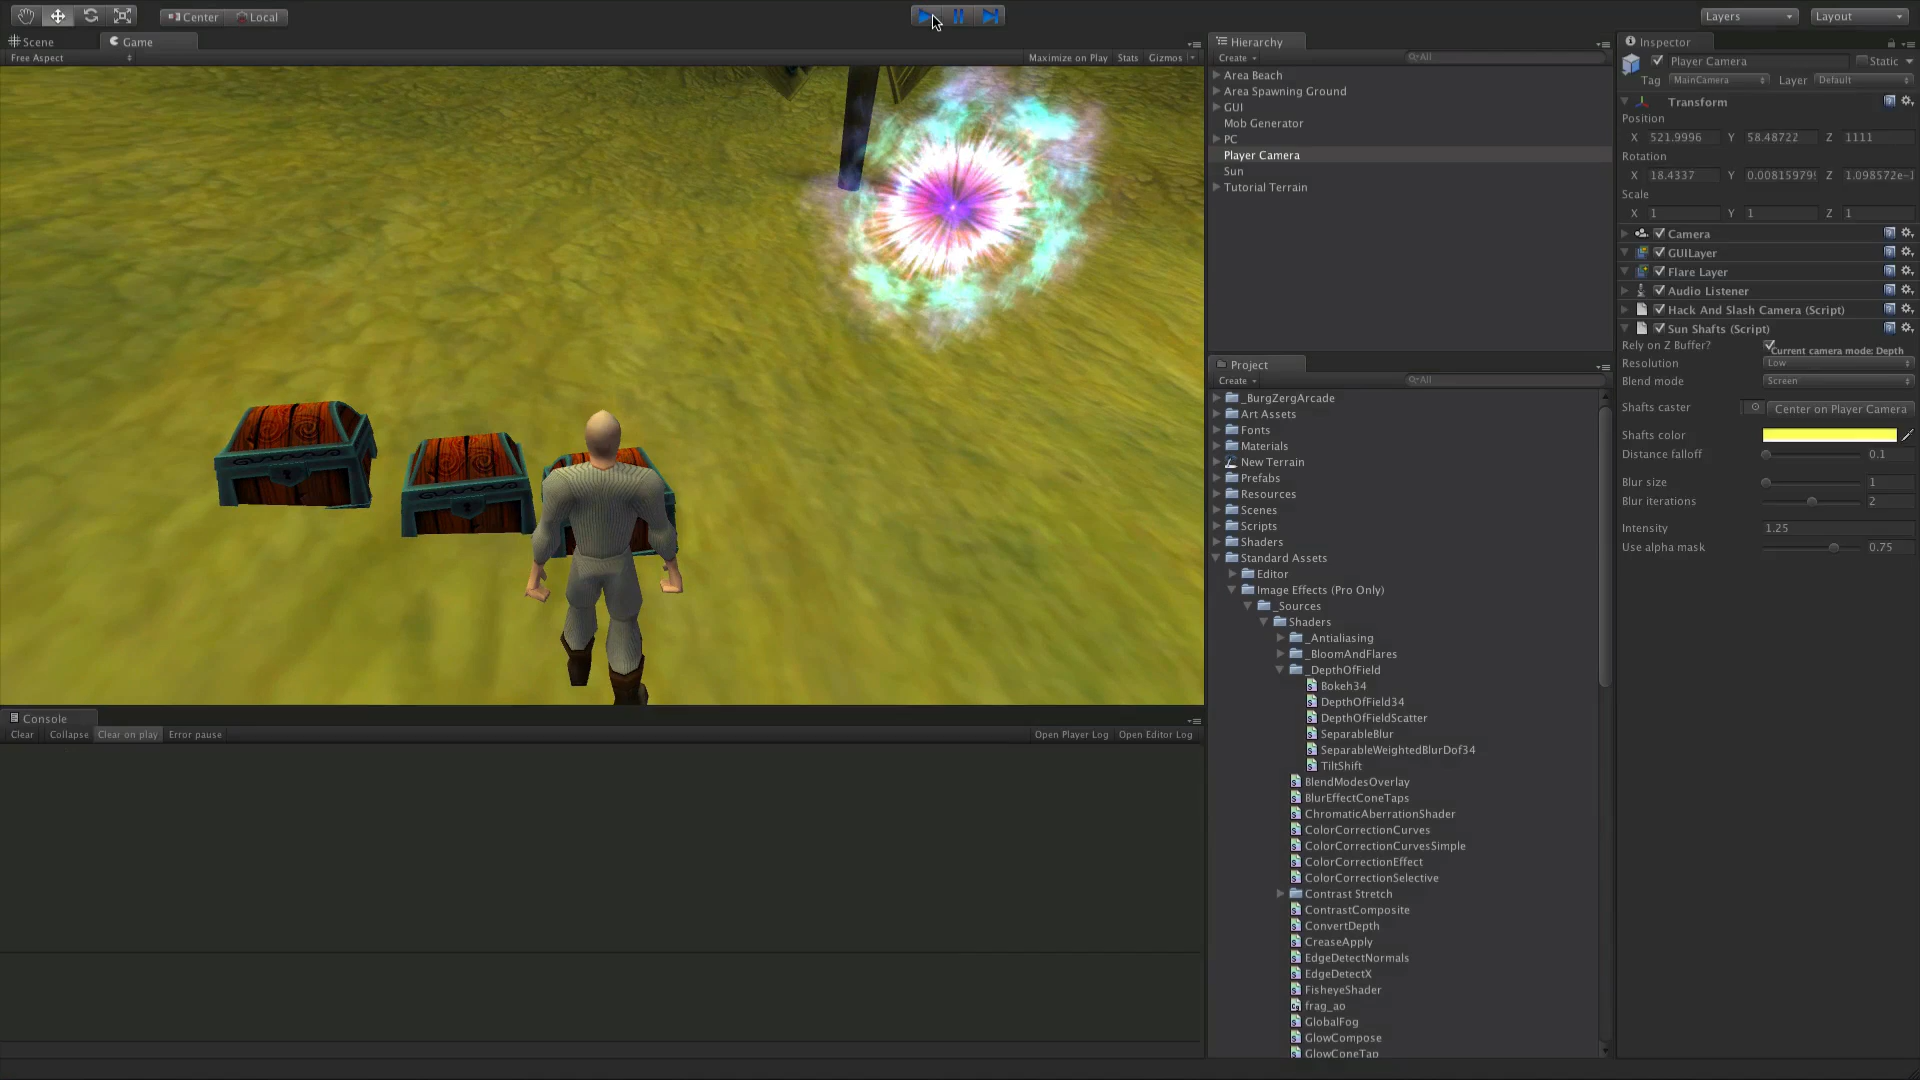 Center
Local
Layers
Layout
Scene
Game
Free Aspect
Maximize on Play
Stats
Gizmos
Console
Clear
Collapse
Clear on play
Error pause
Open Player Log
Open Editor Log
Hierarchy
Create
All
Area Beach
Area Spawning Ground
GUI
Mob Generator
PC
Player Camera
Sun
Tutorial Terrain
Project
Create
All
_BurgZergArcade
Art Assets
Fonts
Materials
New Terrain
Prefabs
Resources
Scenes
Scripts
Shaders
Standard Assets
Editor
Image Effects (Pro Only)
_Sources
Shaders
_Antialiasing
_BloomAndFlares
_DepthOfField
Bokeh34
DepthOfField34
DepthOfFieldScatter
SeparableBlur
SeparableWeightedBlurDof34
TiltShift
BlendModesOverlay
BlurEffectConeTaps
ChromaticAberrationShader
ColorCorrectionCurves
ColorCorrectionCurvesSimple
ColorCorrectionEffect
ColorCorrectionSelective
Contrast Stretch
ContrastComposite
ConvertDepth
CreaseApply
EdgeDetectNormals
EdgeDetectX
FisheyeShader
frag_ao
GlobalFog
GlowCompose
GlowConeTap
Inspector
Player Camera
Static
Tag MainCamera Layer Default
Transform
Position
X 521.9996 Y 58.48722 Z 1111
Rotation
X 18.4337 Y 0.00815979 Z 1.098572e-
Scale
X 1 Y 1 Z 1
Camera
GUILayer
Flare Layer
Audio Listener
Hack And Slash Camera (Script)
Sun Shafts (Script)
Rely on Z Buffer? Current camera mode: Depth
Resolution Low
Blend mode Screen
Shafts caster Center on Player Camera
Shafts color
Distance falloff 0.1
Blur size 1
Blur iterations 2
Intensity 1.25
Use alpha mask 0.75